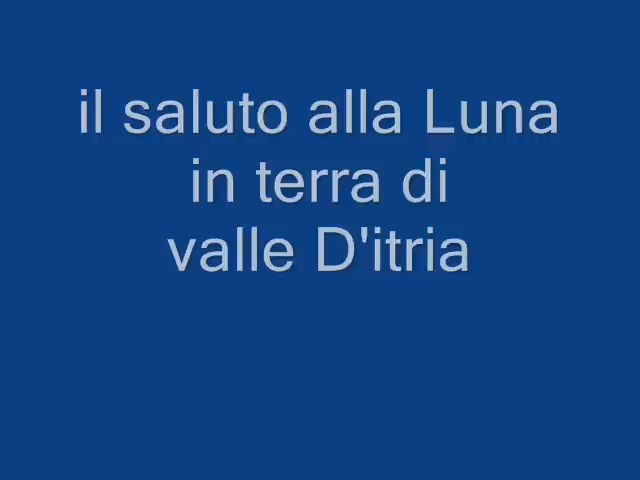 il saluto alla Luna
in terra di
valle D'itria